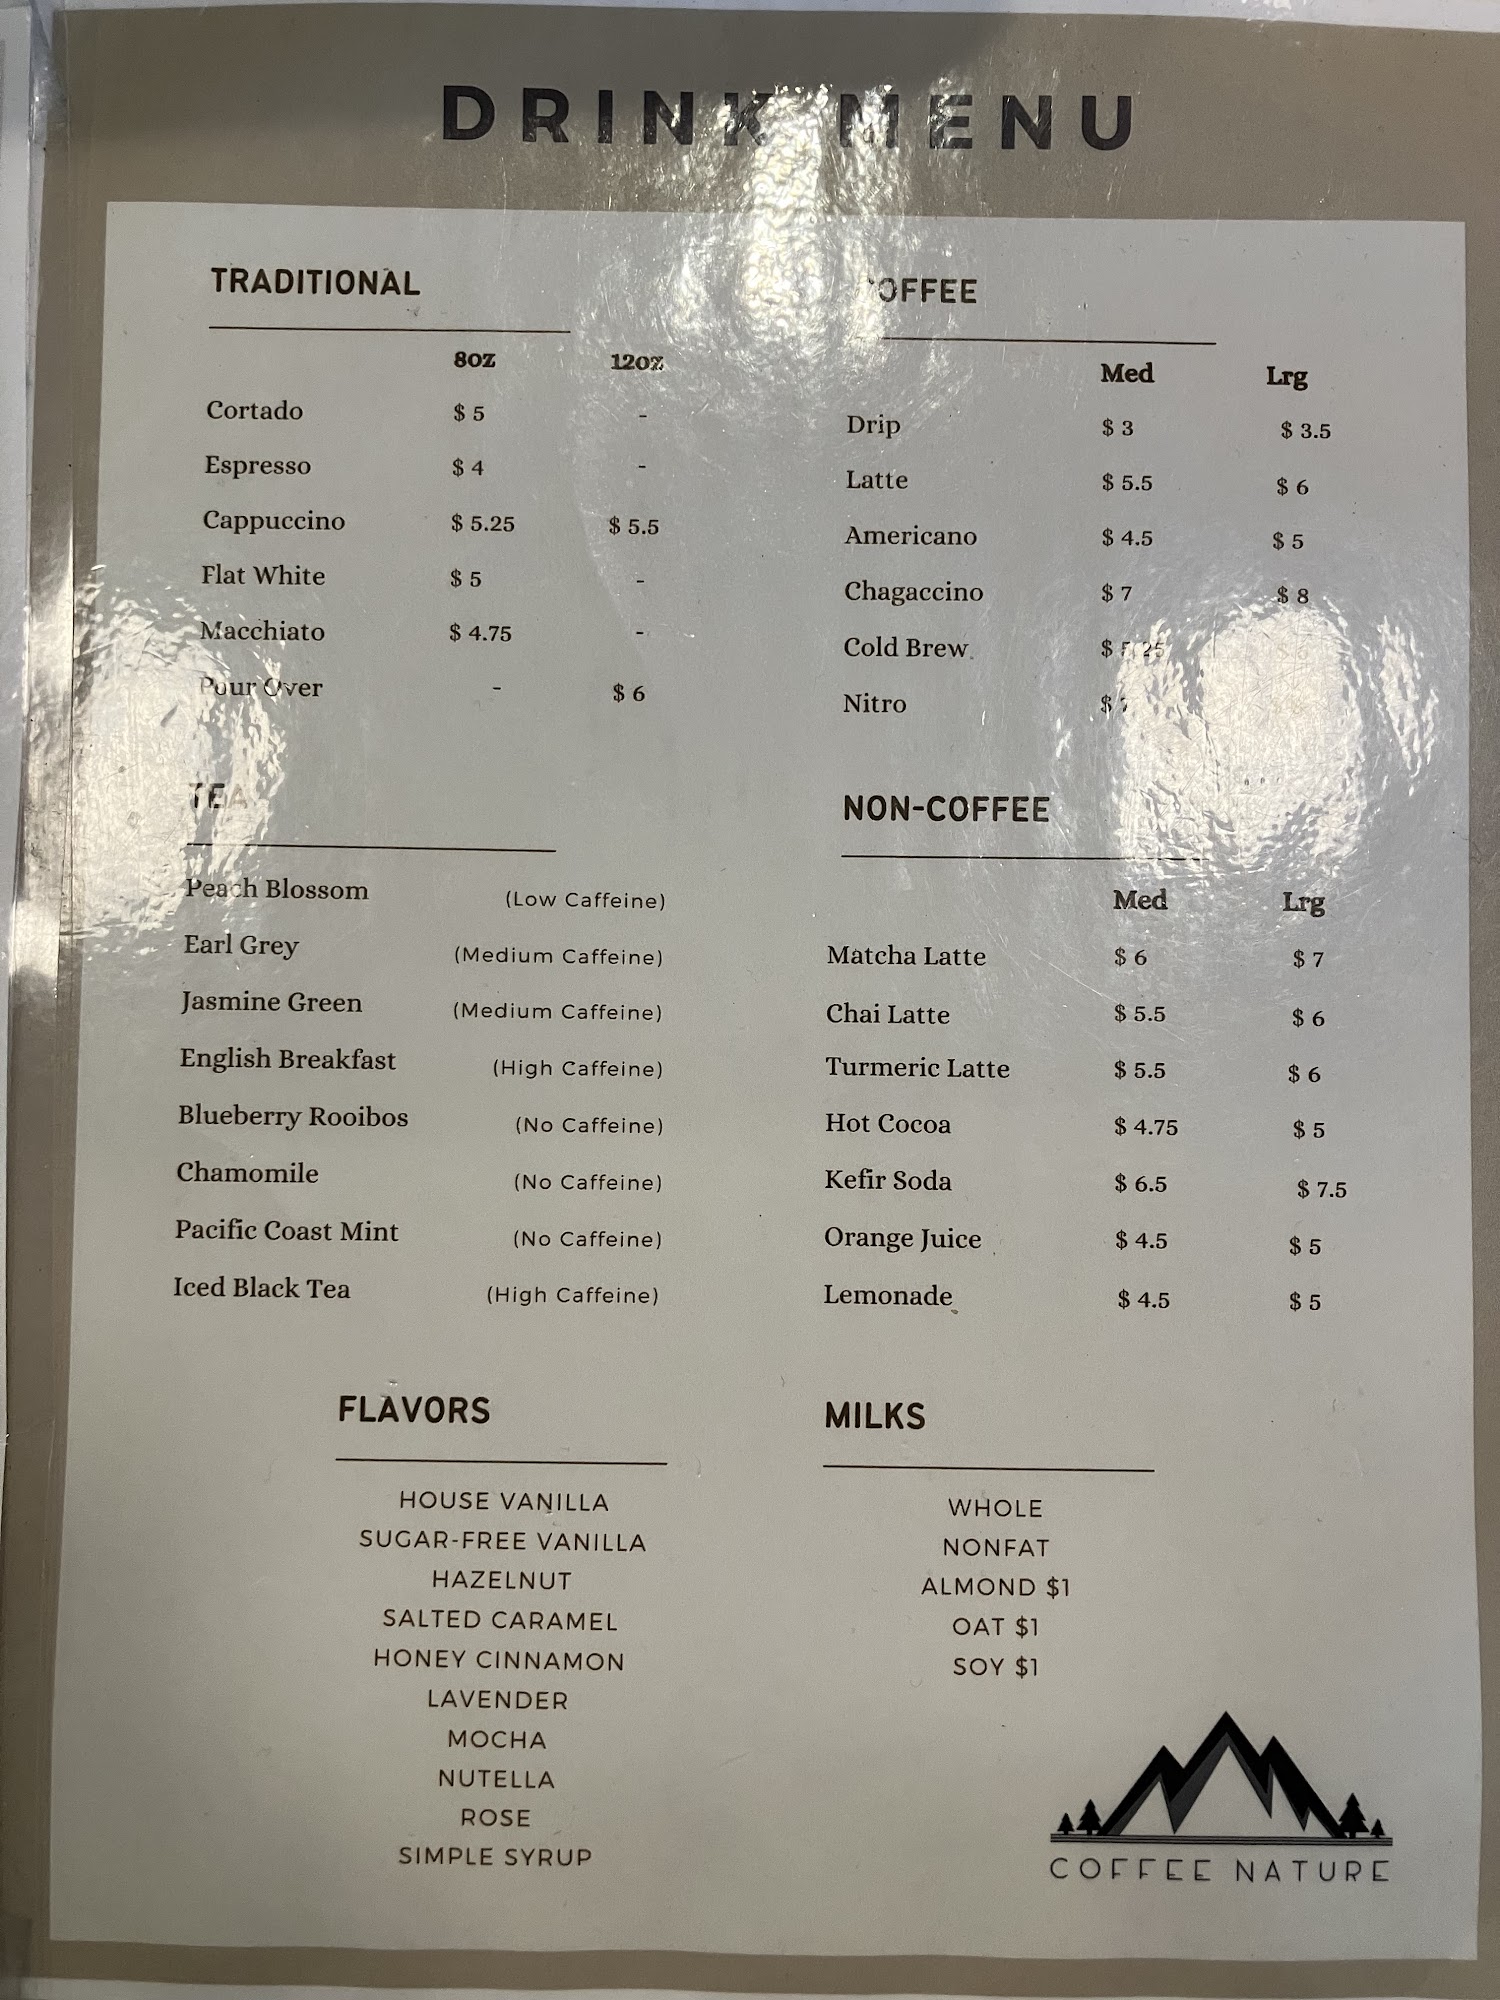 DRINK MENU
TRADITIONAL
8OZ 12OZ
Cortado $ 5 -
Espresso $ 4 -
Cappuccino $ 5.25 $ 5.5
Flat White $ 5 -
Macchiato $ 4.75 -
Pour Over - $ 6
COFFEE
Med Lrg
Drip $ 3 $ 3.5
Latte $ 5.5 $ 6
Americano $ 4.5 $ 5
Chagaccino $ 7 $ 8
Cold Brew $ 5.25
Nitro $
TEA
Peach Blossom (Low Caffeine)
Earl Grey (Medium Caffeine)
Jasmine Green (Medium Caffeine)
English Breakfast (High Caffeine)
Blueberry Rooibos (No Caffeine)
Chamomile (No Caffeine)
Pacific Coast Mint (No Caffeine)
Iced Black Tea (High Caffeine)
NON-COFFEE
Med Lrg
Matcha Latte $ 6 $ 7
Chai Latte $ 5.5 $ 6
Turmeric Latte $ 5.5 $ 6
Hot Cocoa $ 4.75 $ 5
Kefir Soda $ 6.5 $ 7.5
Orange Juice $ 4.5 $ 5
Lemonade $ 4.5 $ 5
FLAVORS
HOUSE VANILLA
SUGAR-FREE VANILLA
HAZELNUT
SALTED CARAMEL
HONEY CINNAMON
LAVENDER
MOCHA
NUTELLA
ROSE
SIMPLE SYRUP
MILKS
WHOLE
NONFAT
ALMOND $1
OAT $1
SOY $1
COFFEE NATURE